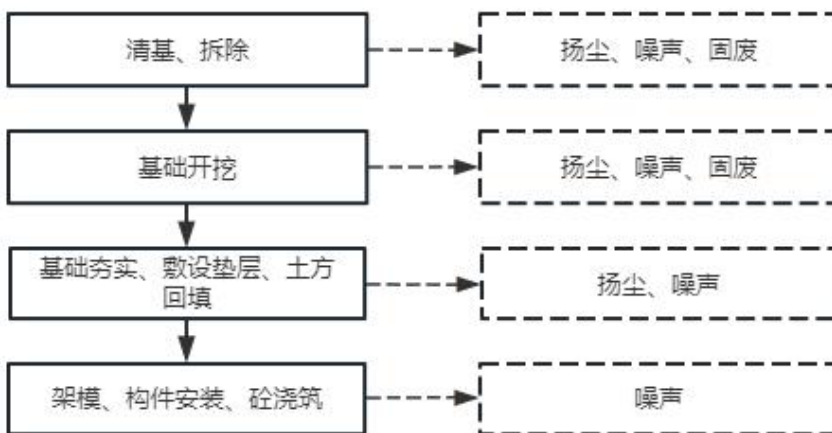 清基、拆除
扬尘、噪声、固废
基础开挖
扬尘、噪声、固废
基础夯实、敷设垫层、土方
回填
扬尘、噪声
架模、构件安装、砼浇筑
噪声